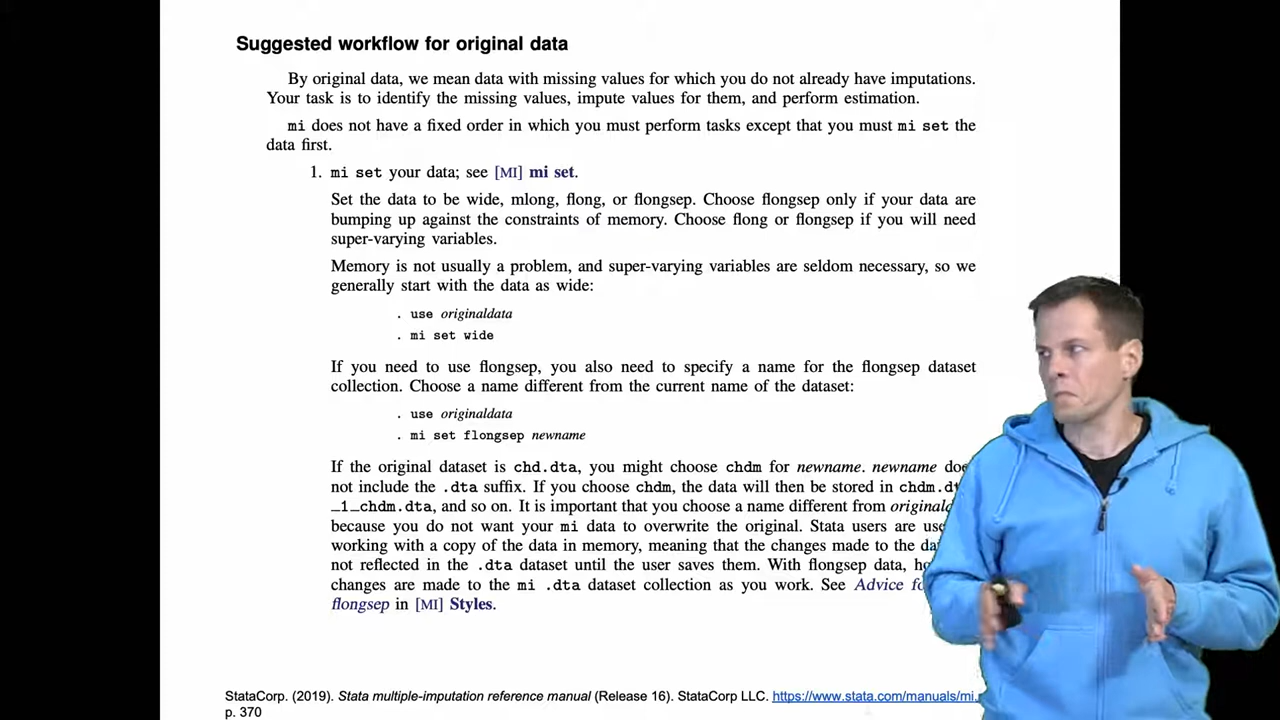 Suggested workflow for original data
By original data, we mean data with missing values for which you do not already have imputations.
Your task is to identify the missing values, impute values for them, and perform estimation.
mi does not have a fixed order in which you must perform tasks except that you must mi set the
data first.
1. mi set your data; see [MI] mi set.
Set the data to be wide, mlong, flong, or flongsep. Choose flongsep only if your data are
bumping up against the constraints of memory. Choose flong or flongsep if you will need
super-varying variables.
Memory is not usually a problem, and super-varying variables are seldom necessary, so we
generally start with the data as wide:
. use originaldata
. mi set wide
If you need to use flongsep, you also need to specify a name for the flongsep dataset
collection. Choose a name different from the current name of the dataset:
. use originaldata
. mi set flongsep newname
If the original dataset is chd.dta, you might choose chdm for newname. newname
not include the .dta suffix. If you choose chdm, the data will then be stored in
_1_chdm.dta, and so on. It is important that you choose a name different from
because you do not want your mi data to overwrite the original. Stata users are
working with a copy of the data in memory, meaning that the changes made to the
not reflected in the .dta dataset until the user saves them. With flongsep data,
changes are made to the mi .dta dataset collection as you work. See Advice
flongsep in [MI] Styles.
StataCorp. (2019). Stata multiple-imputation reference manual (Release 16). StataCorp LLC. https://www.stata.com/manuals/mi.
p. 370